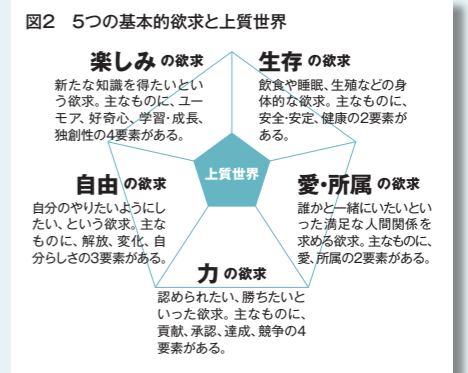 図2 5つの基本的欲求と上質世界
楽しみ の欲求
新たな知識を得たいとい
う欲求。主なものに、ユー
モア、好奇心、学習・成長、
独創性の4要素がある。
生存 の欲求
飲食や睡眠、生殖などの身
体的な欲求。主なものに、
安全・安定、健康の2要素が
ある。
上質世界
自由 の欲求
自分のやりたいようにし
たい、という欲求。主な
ものに、解放、変化、自
分らしさの3要素がある。
愛・所属 の欲求
誰かと一緒にいたいとい
った満足な人間関係を
求める欲求。主なものに、
愛、所属の2要素がある。
力 の欲求
認められたい、勝ちたいと
いった欲求。主なものに、
貢献、承認、達成、競争の4
要素がある。